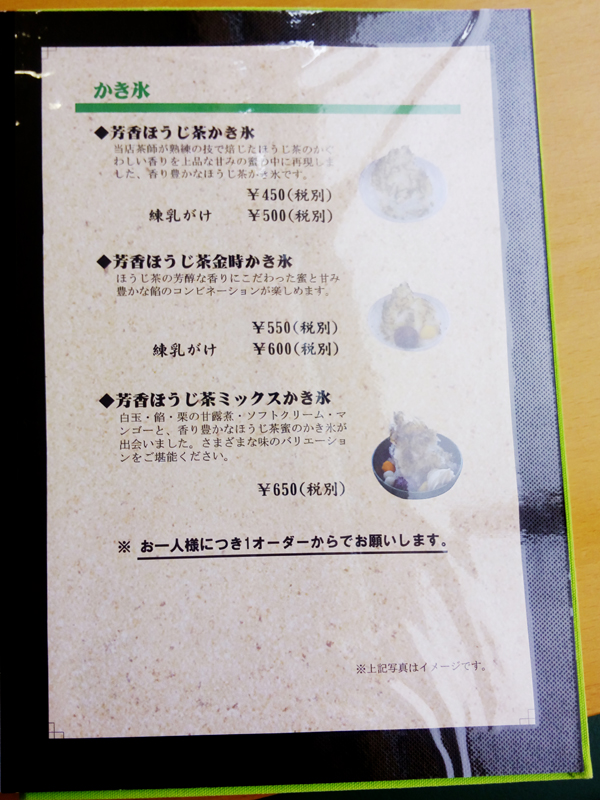 かき氷
◆芳香ほうじ茶かき氷
当店茶師が熟練の技で焙じたほうじ茶のかぐ
わしい香りを上品な甘みの蜜の中に再現しま
した、香り豊かなほうじ茶かき氷です。
￥450(税別)
練乳がけ ￥500(税別)
◆芳香ほうじ茶金時かき氷
ほうじ茶の芳醇な香りにこだわった蜜と甘み
豊かな餡のコンビネーションが楽しめます。
￥550(税別)
練乳がけ ￥600(税別)
◆芳香ほうじ茶ミックスかき氷
白玉・餡・栗の甘露煮・ソフトクリーム・マ
ンゴーと、香り豊かなほうじ茶蜜のかき氷が
出会いました。さまざまな味のバリエーショ
ンをご堪能ください。
￥650(税別)
※ お一人様につき1オーダーからでお願いします。
※上記写真はイメージです。